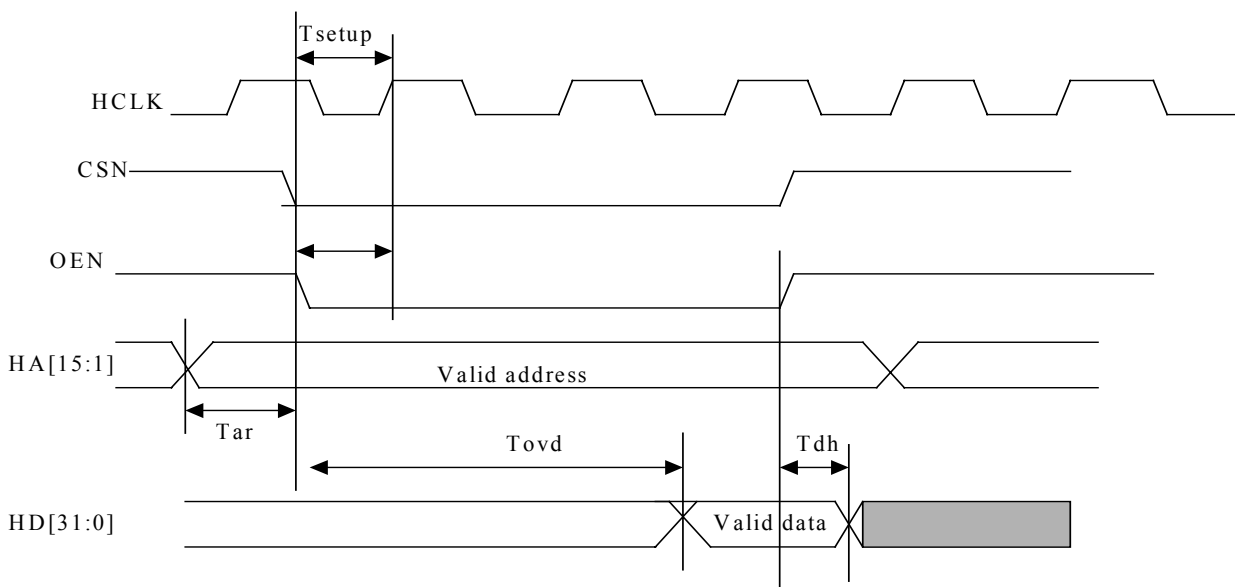 Tsetup
HCLK
CSN
OEN
HA[15:1]
Valid address
Tar
Tovd
Tdh
HD[31:0]
Valid data